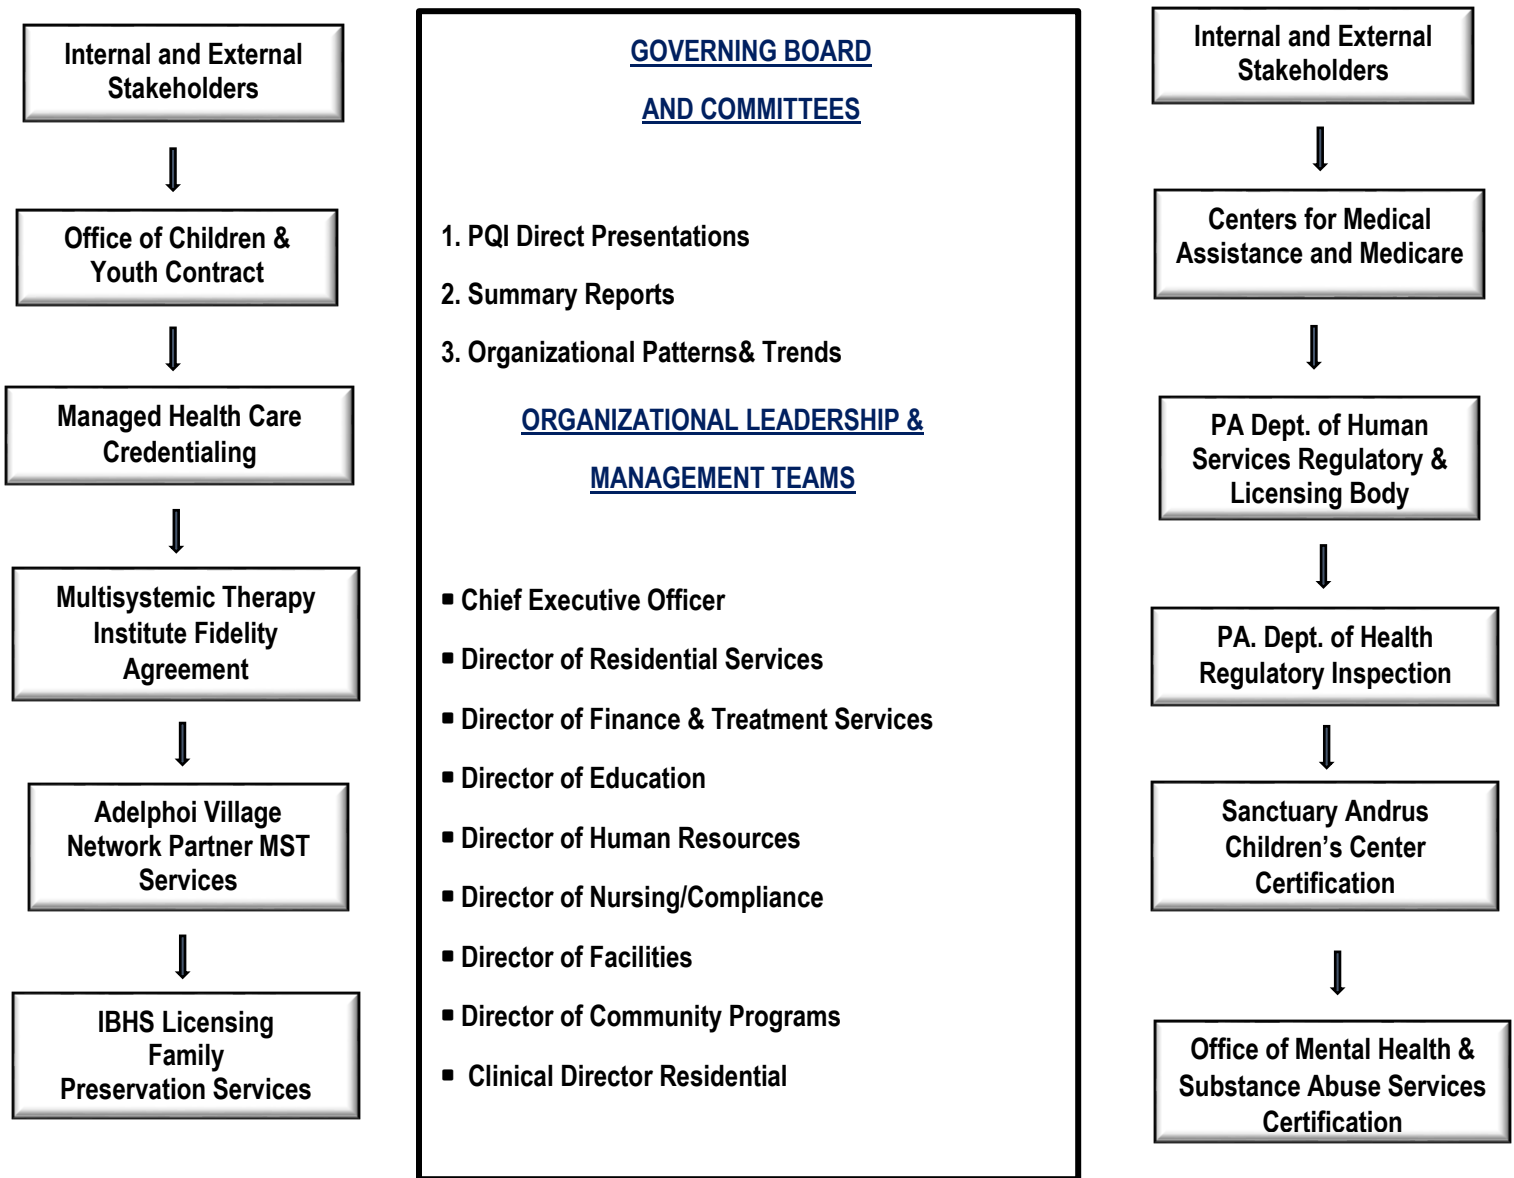 Internal and External
Stakeholders
Office of Children &
Youth Contract
Managed Health Care
Credentialing
Multisystemic Therapy
Institute Fidelity
Agreement
Adelphoi Village
Network Partner MST
Services
IBHS Licensing
Family
Preservation Services
GOVERNING BOARD
AND COMMITTEES
1. PQI Direct Presentations
2. Summary Reports
3. Organizational Patterns& Trends
ORGANIZATIONAL LEADERSHIP &
MANAGEMENT TEAMS
▪ Chief Executive Officer
▪ Director of Residential Services
▪ Director of Finance & Treatment Services
▪ Director of Education
▪ Director of Human Resources
▪ Director of Nursing/Compliance
▪ Director of Facilities
▪ Director of Community Programs
▪ Clinical Director Residential
Internal and External
Stakeholders
Centers for Medical
Assistance and Medicare
PA Dept. of Human
Services Regulatory &
Licensing Body
PA. Dept. of Health
Regulatory Inspection
Sanctuary Andrus
Children’s Center
Certification
Office of Mental Health &
Substance Abuse Services
Certification